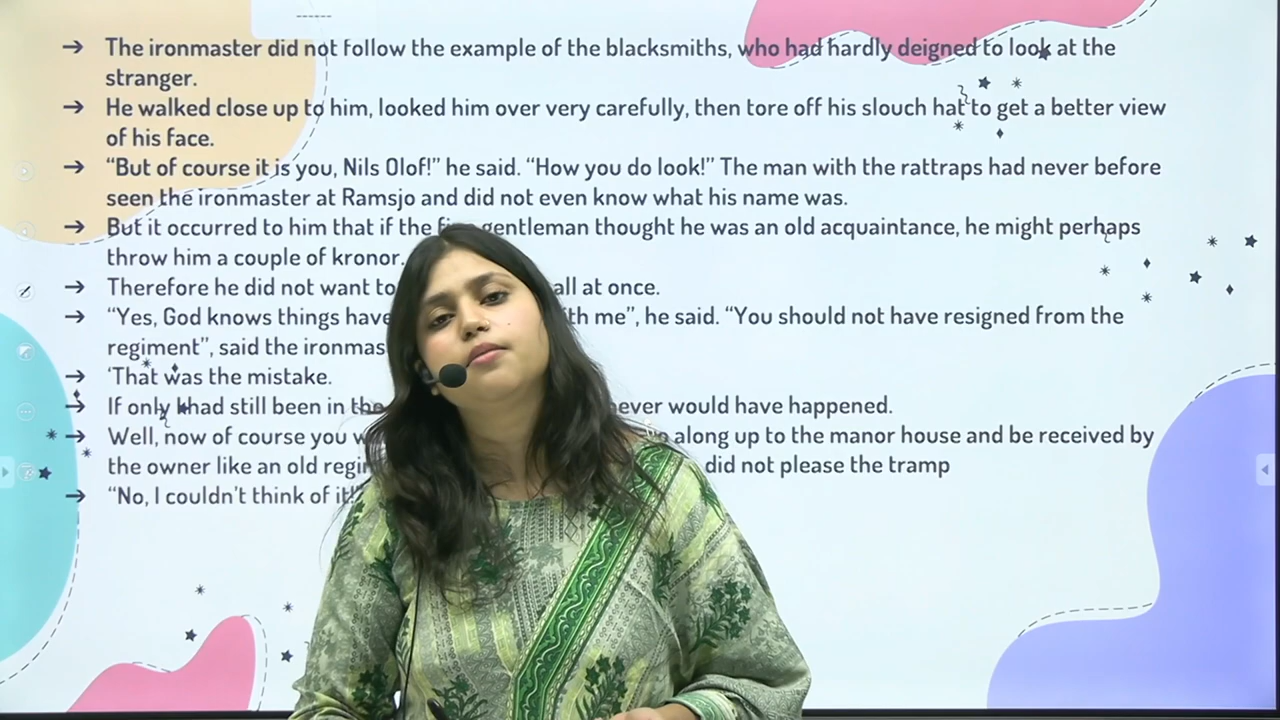 ------
→ The ironmaster did not follow the example of the blacksmiths, who had hardly deigned to look at the
stranger.
→ He walked close up to him, looked him over very carefully, then tore off his slouch hat to get a better view
of his face.
→ “But of course it is you, Nils Olof!” he said. “How you do look!” The man with the rattraps had never before
seen the ironmaster at Ramsjo and did not even know what his name was.
→ But it occurred to him that if the gentleman thought he was an old acquaintance, he might perhaps
throw him a couple of kronor.
→ Therefore he did not want to all at once.
→ “Yes, God knows things have with me”, he said. “You should not have resigned from the
regiment”, said the
→ ‘That was the mistake.
→ If only I had still been in the never would have happened.
→ Well, now of course you along up to the manor house and be received by
the owner like an old did not please the tramp
→ “No, I couldn’t think of it!